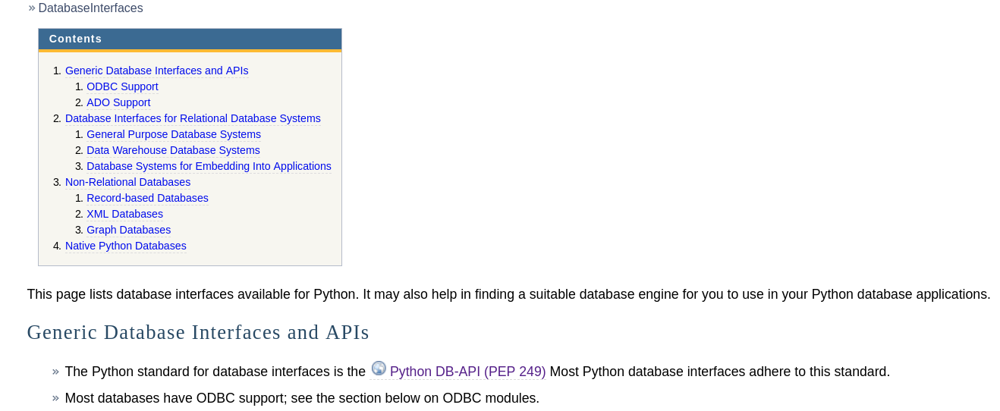 » DatabaseInterfaces
Contents
1. Generic Database Interfaces and APIs
1. ODBC Support
2. ADO Support
2. Database Interfaces for Relational Database Systems
1. General Purpose Database Systems
2. Data Warehouse Database Systems
3. Database Systems for Embedding Into Applications
3. Non-Relational Databases
1. Record-based Databases
2. XML Databases
3. Graph Databases
4. Native Python Databases
This page lists database interfaces available for Python. It may also help in finding a suitable database engine for you to use in your Python database applications.
Generic Database Interfaces and APIs
» The Python standard for database interfaces is the Python DB-API (PEP 249) Most Python database interfaces adhere to this standard.
» Most databases have ODBC support; see the section below on ODBC modules.